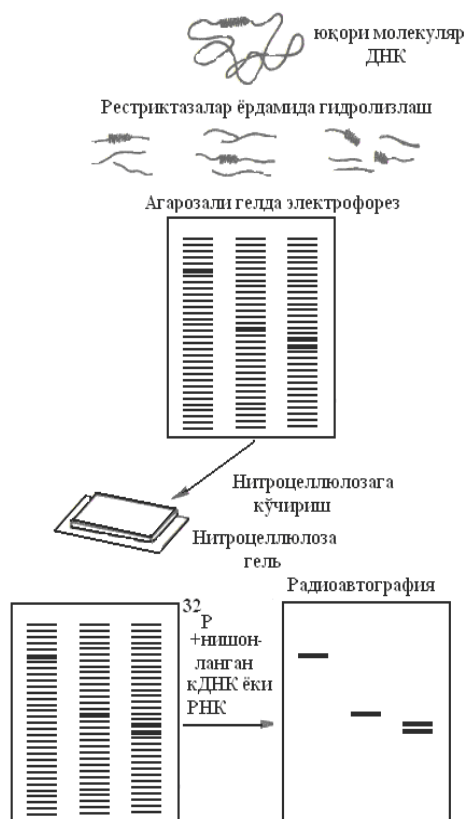 юқори молекуляр
ДНК
Рестриктазалар ёрдамида гидролизлаш
Агарозали гелда электрофорез
Нитроцеллюлозага
кўчириш
Нитроцеллюлоза
гель
Радиоавтография
32
Р
+нишон-
ланган
кДНК ёки
РНК